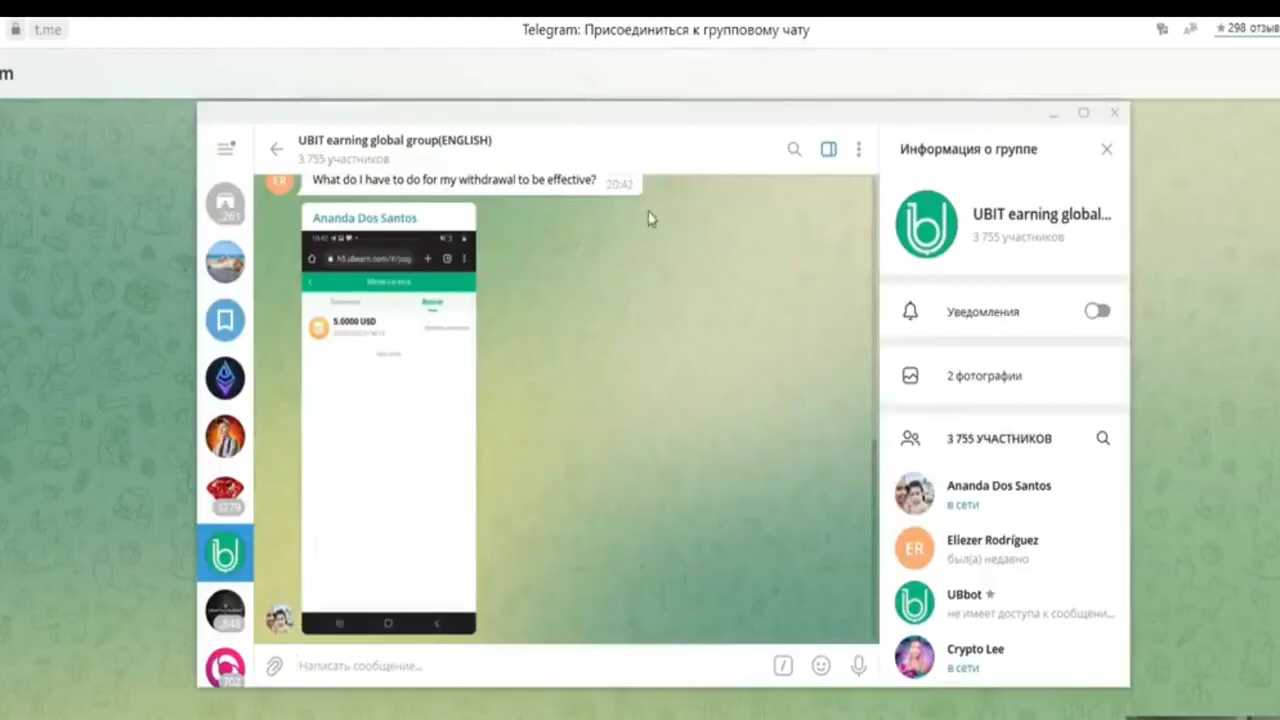 t.me
Telegram: Присоединиться к групповому чату
★ 298 отзыв
m
UBIT earning global group(ENGLISH)
3 755 участников
ER
What do I have to do for my withdrawal to be effective?
20:42
Ananda Dos Santos
5.0000 USD
Написать сообщение...
Информация о группе
UBIT earning global...
3 755 участников
Уведомления
2 фотографии
3 755 УЧАСТНИКОВ
Ananda Dos Santos
в сети
ER
Eliezer Rodríguez
был(а) недавно
UBbot
не имеет доступа к сообщени...
Crypto Lee
в сети